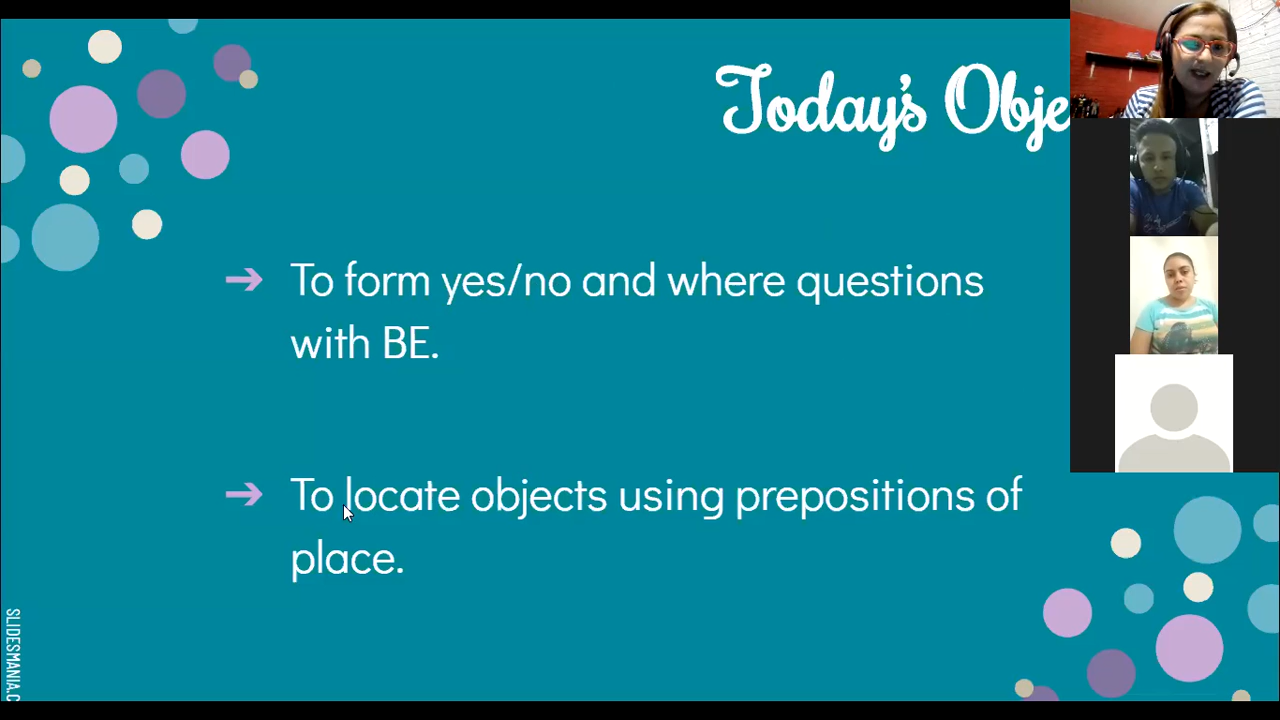 Today's Obje
➔ To form yes/no and where questions
with BE.
➔ To locate objects using prepositions of
place.
SLIDESMANIA.C